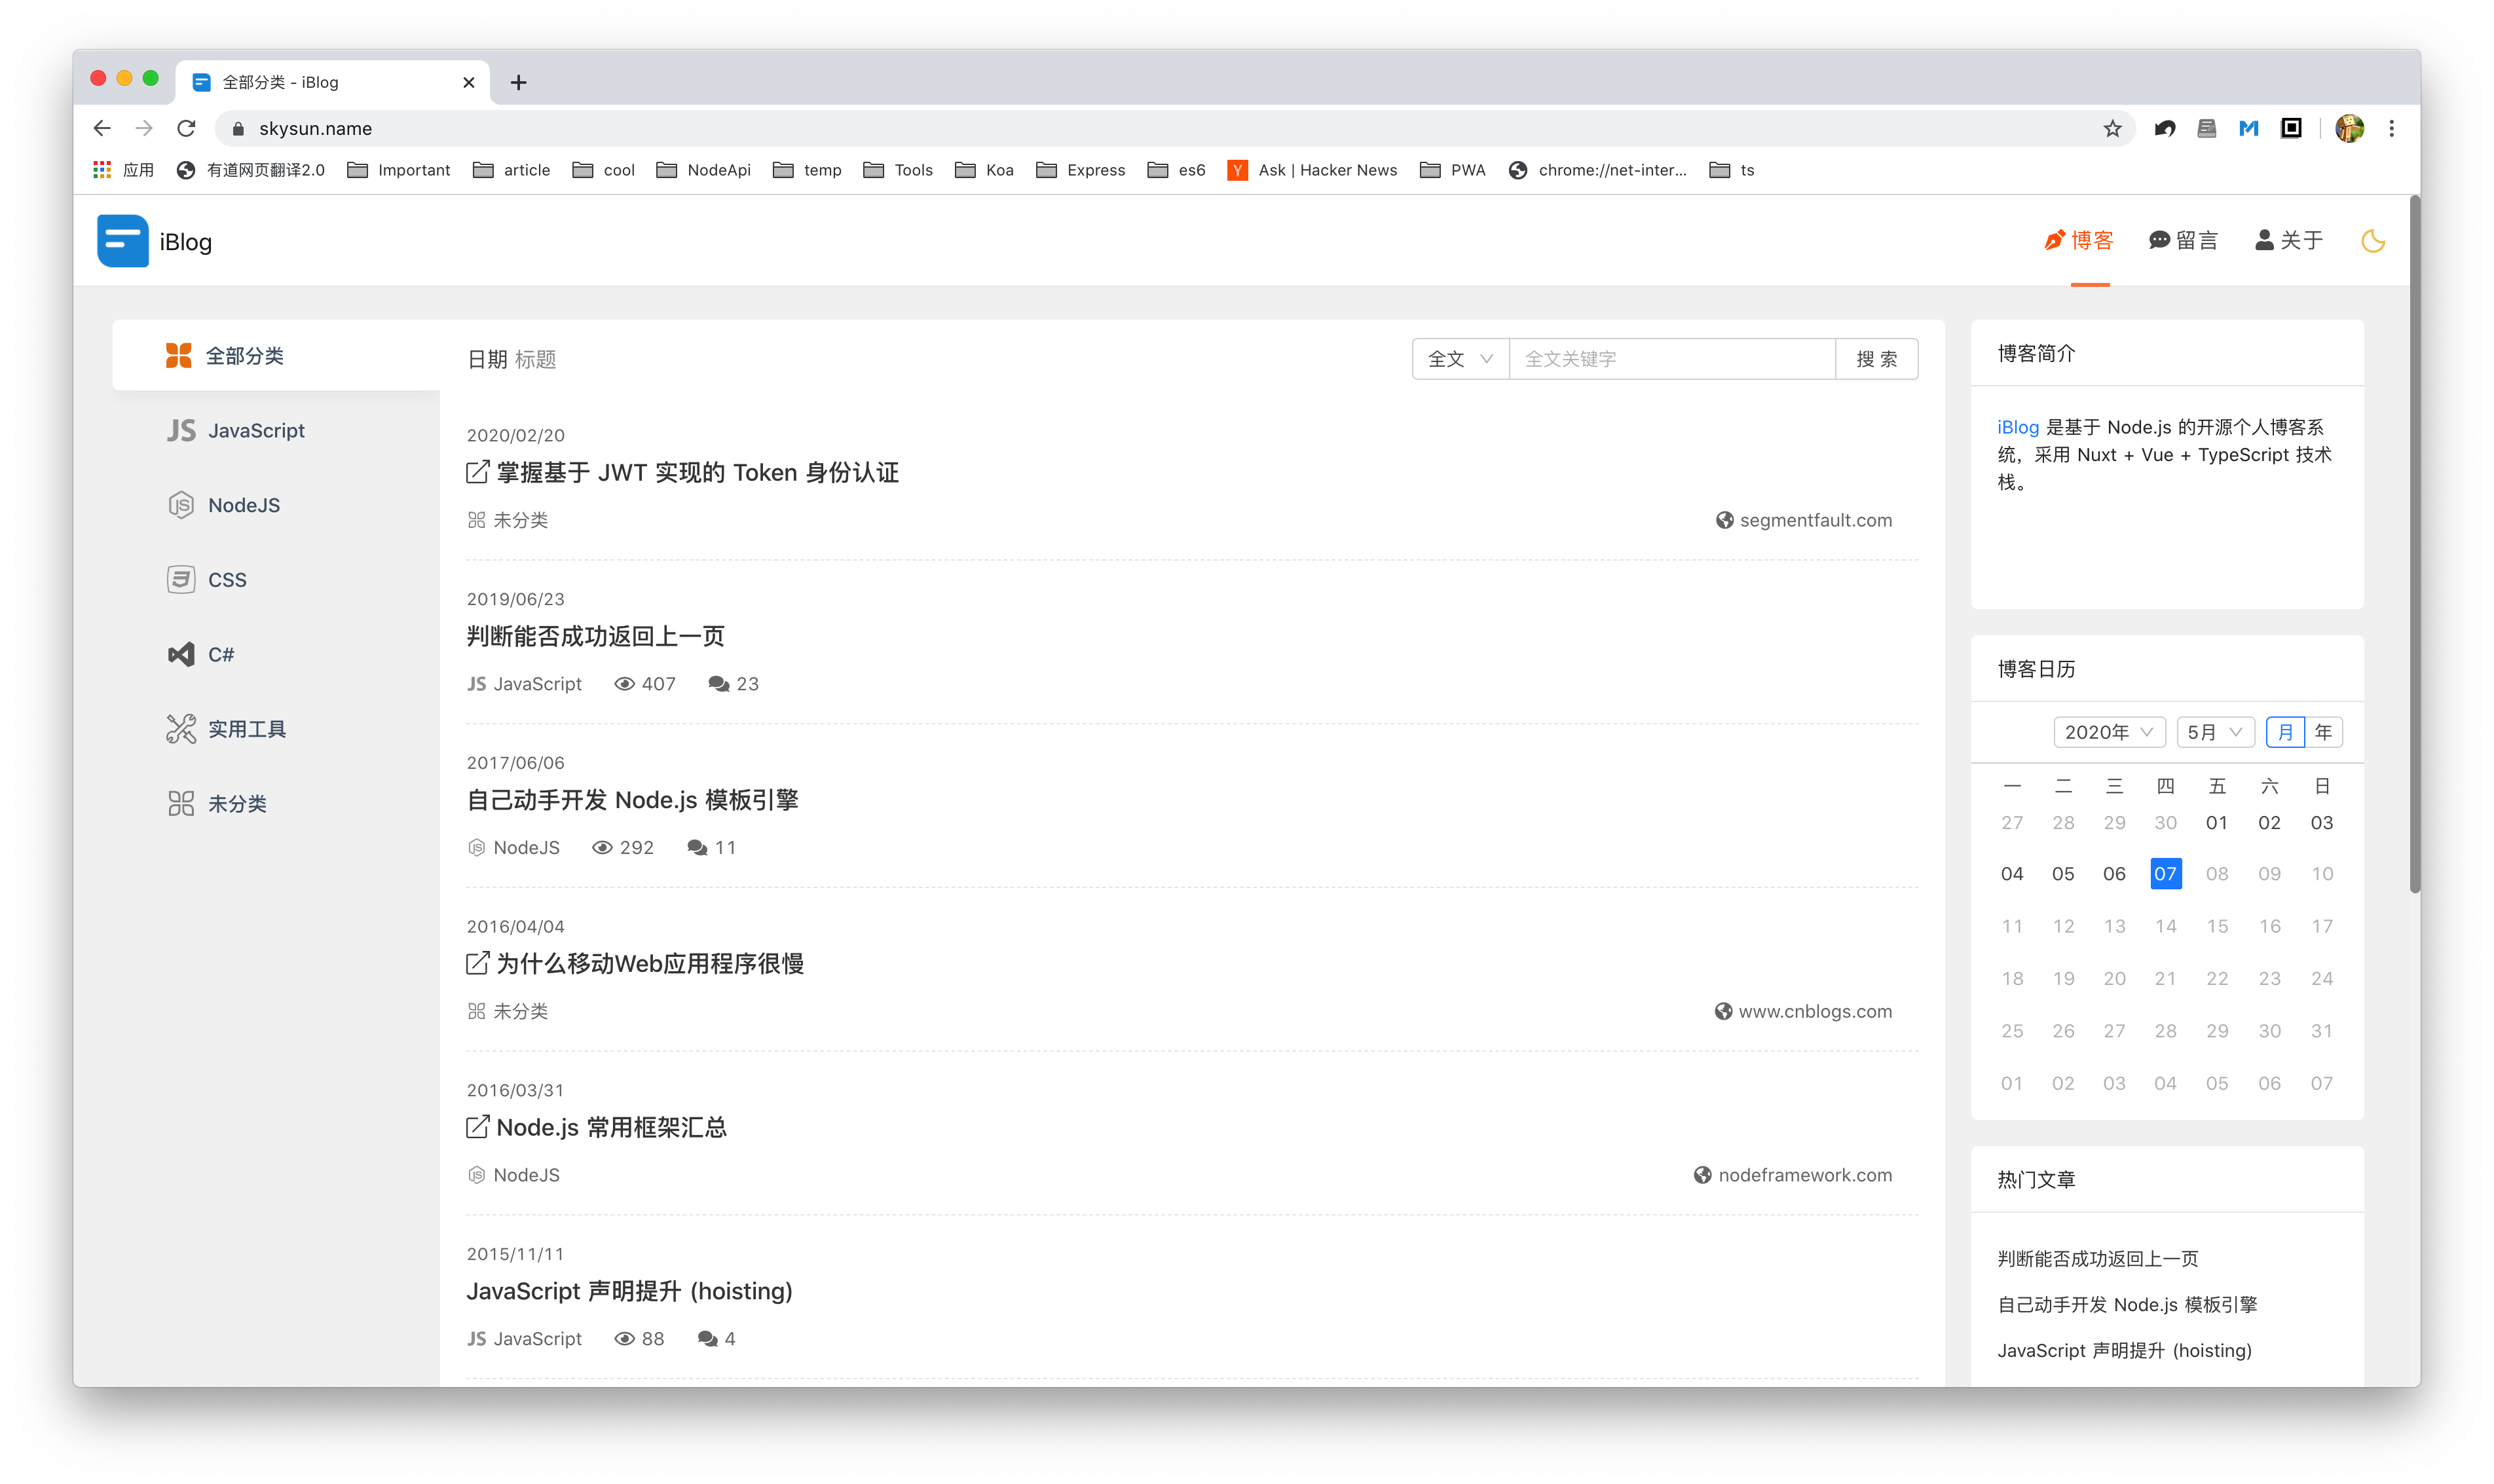 全部分类 - iBlog
skysun.name
应用 有道网页翻译2.0 Important article cool NodeApi temp Tools Koa Express es6 Ask | Hacker News PWA chrome://net-inter... ts
iBlog
博客 留言 关于
全部分类
JavaScript
NodeJS
CSS
C#
实用工具
未分类
日期 标题
全文 全文关键字 搜 索
2020/02/20
掌握基于 JWT 实现的 Token 身份认证
未分类 segmentfault.com
2019/06/23
判断能否成功返回上一页
JS JavaScript 407 23
2017/06/06
自己动手开发 Node.js 模板引擎
NodeJS 292 11
2016/04/04
为什么移动Web应用程序很慢
未分类 www.cnblogs.com
2016/03/31
Node.js 常用框架汇总
NodeJS nodeframework.com
2015/11/11
JavaScript 声明提升 (hoisting)
JS JavaScript 88 4
博客简介
iBlog 是基于 Node.js 的开源个人博客系
统，采用 Nuxt + Vue + TypeScript 技术
栈。
博客日历
2020年 5月 月 年
一 二 三 四 五 六 日
27 28 29 30 01 02 03
04 05 06 07 08 09 10
11 12 13 14 15 16 17
18 19 20 21 22 23 24
25 26 27 28 29 30 31
01 02 03 04 05 06 07
热门文章
判断能否成功返回上一页
自己动手开发 Node.js 模板引擎
JavaScript 声明提升 (hoisting)